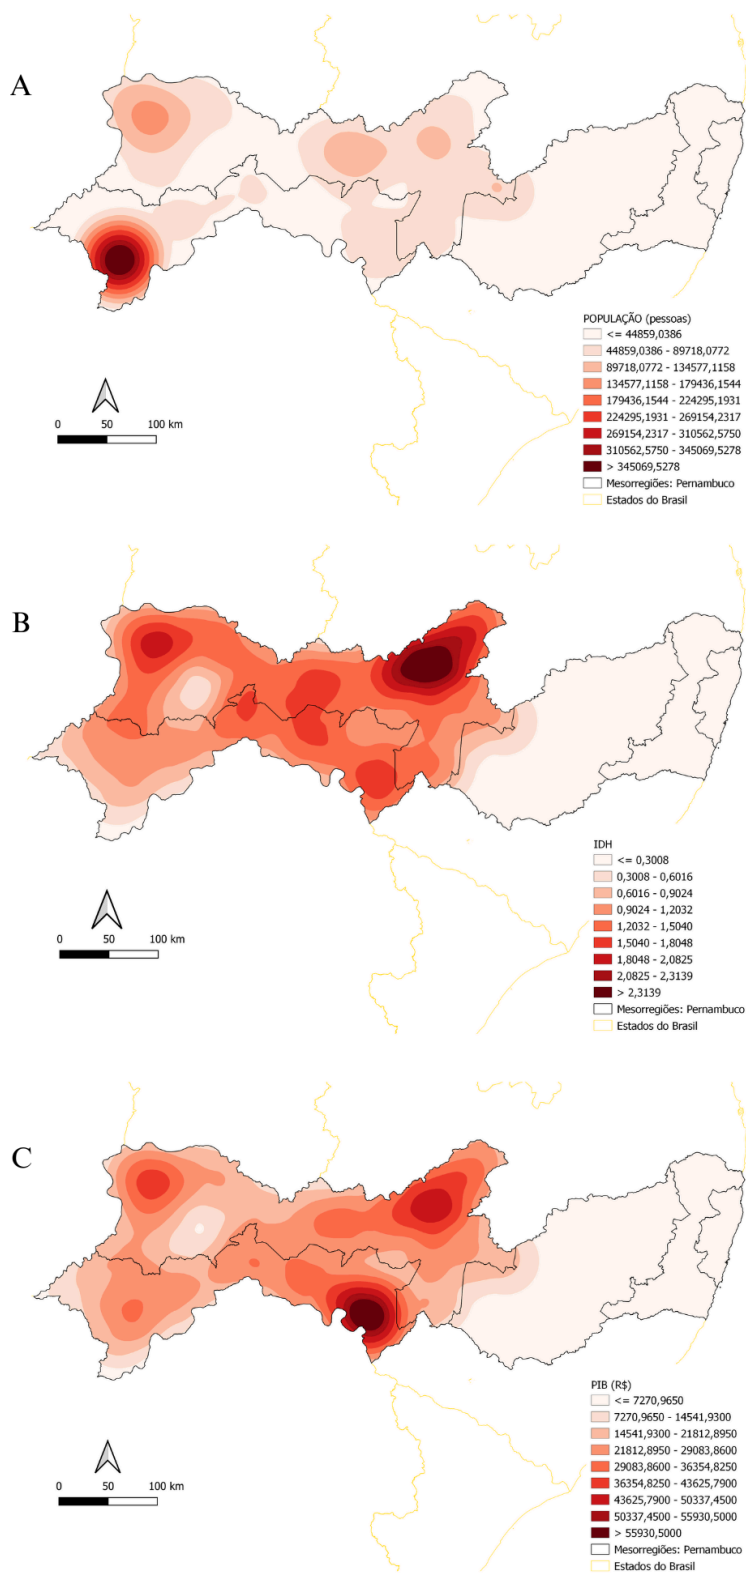 A
POPULAÇÃO (pessoas)
<= 44859,0386
44859,0386 - 89718,0772
89718,0772 - 134577,1158
134577,1158 - 179436,1544
179436,1544 - 224295,1931
224295,1931 - 269154,2317
269154,2317 - 310562,5750
310562,5750 - 345069,5278
> 345069,5278
Mesorregiões: Pernambuco
Estados do Brasil
0 50 100 km
B
IDH
<= 0,3008
0,3008 - 0,6016
0,6016 - 0,9024
0,9024 - 1,2032
1,2032 - 1,5040
1,5040 - 1,8048
1,8048 - 2,0825
2,0825 - 2,3139
> 2,3139
Mesorregiões: Pernambuco
Estados do Brasil
0 50 100 km
C
PIB (R$)
<= 7270,9650
7270,9650 - 14541,9300
14541,9300 - 21812,8950
21812,8950 - 29083,8600
29083,8600 - 36354,8250
36354,8250 - 43625,7900
43625,7900 - 50337,4500
50337,4500 - 55930,5000
> 55930,5000
Mesorregiões: Pernambuco
Estados do Brasil
0 50 100 km